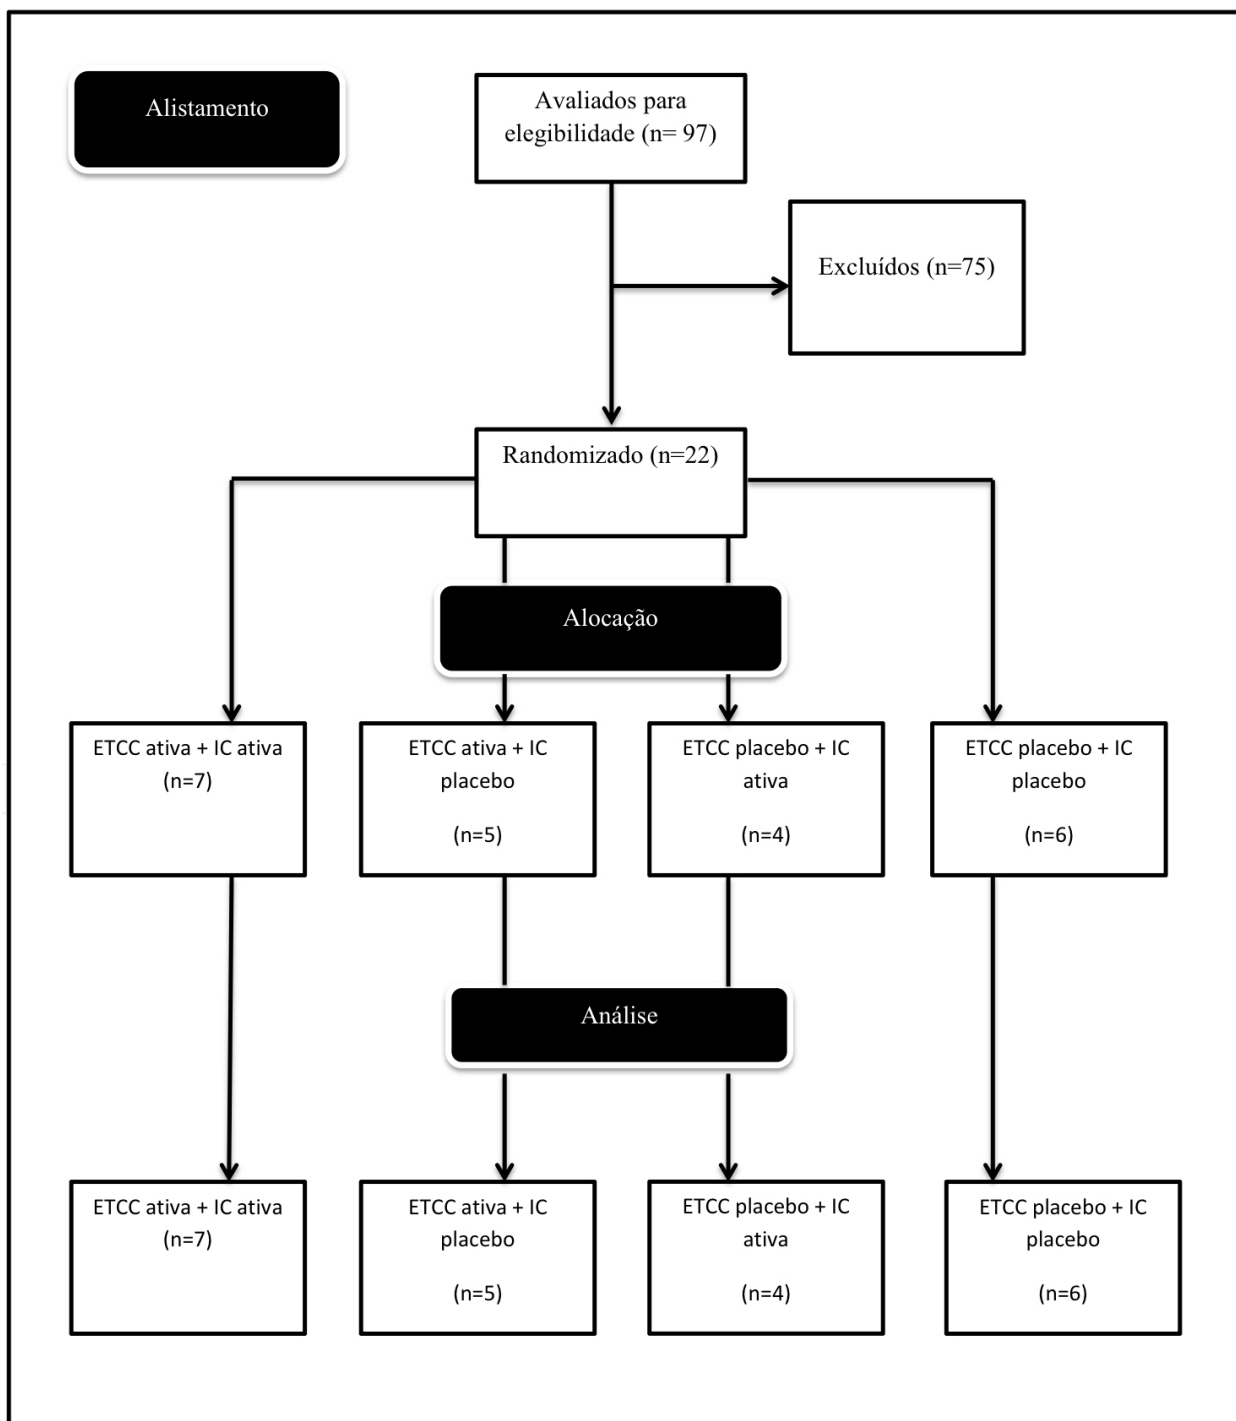 Alistamento
Avaliados para
elegibilidade (n= 97)
Excluídos (n=75)
Randomizado (n=22)
Alocação
ETCC ativa + IC ativa
(n=7)
ETCC ativa + IC
placebo
(n=5)
ETCC placebo + IC
ativa
(n=4)
ETCC placebo + IC
placebo
(n=6)
Análise
ETCC ativa + IC ativa
(n=7)
ETCC ativa + IC
placebo
(n=5)
ETCC placebo + IC
ativa
(n=4)
ETCC placebo + IC
placebo
(n=6)